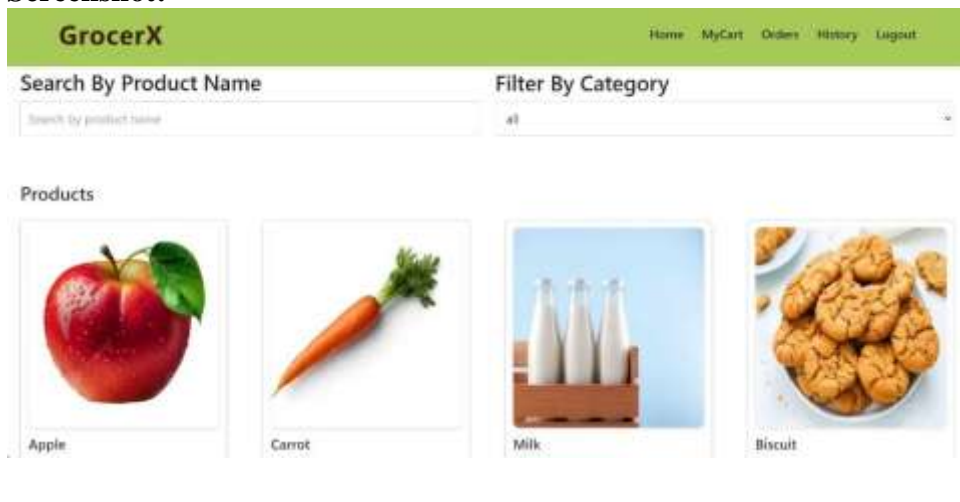 GrocerX
Home MyCart Orders History Logout
Search By Product Name
Filter By Category
Search by product name
all
Products
Apple
Carrot
Milk
Biscuit